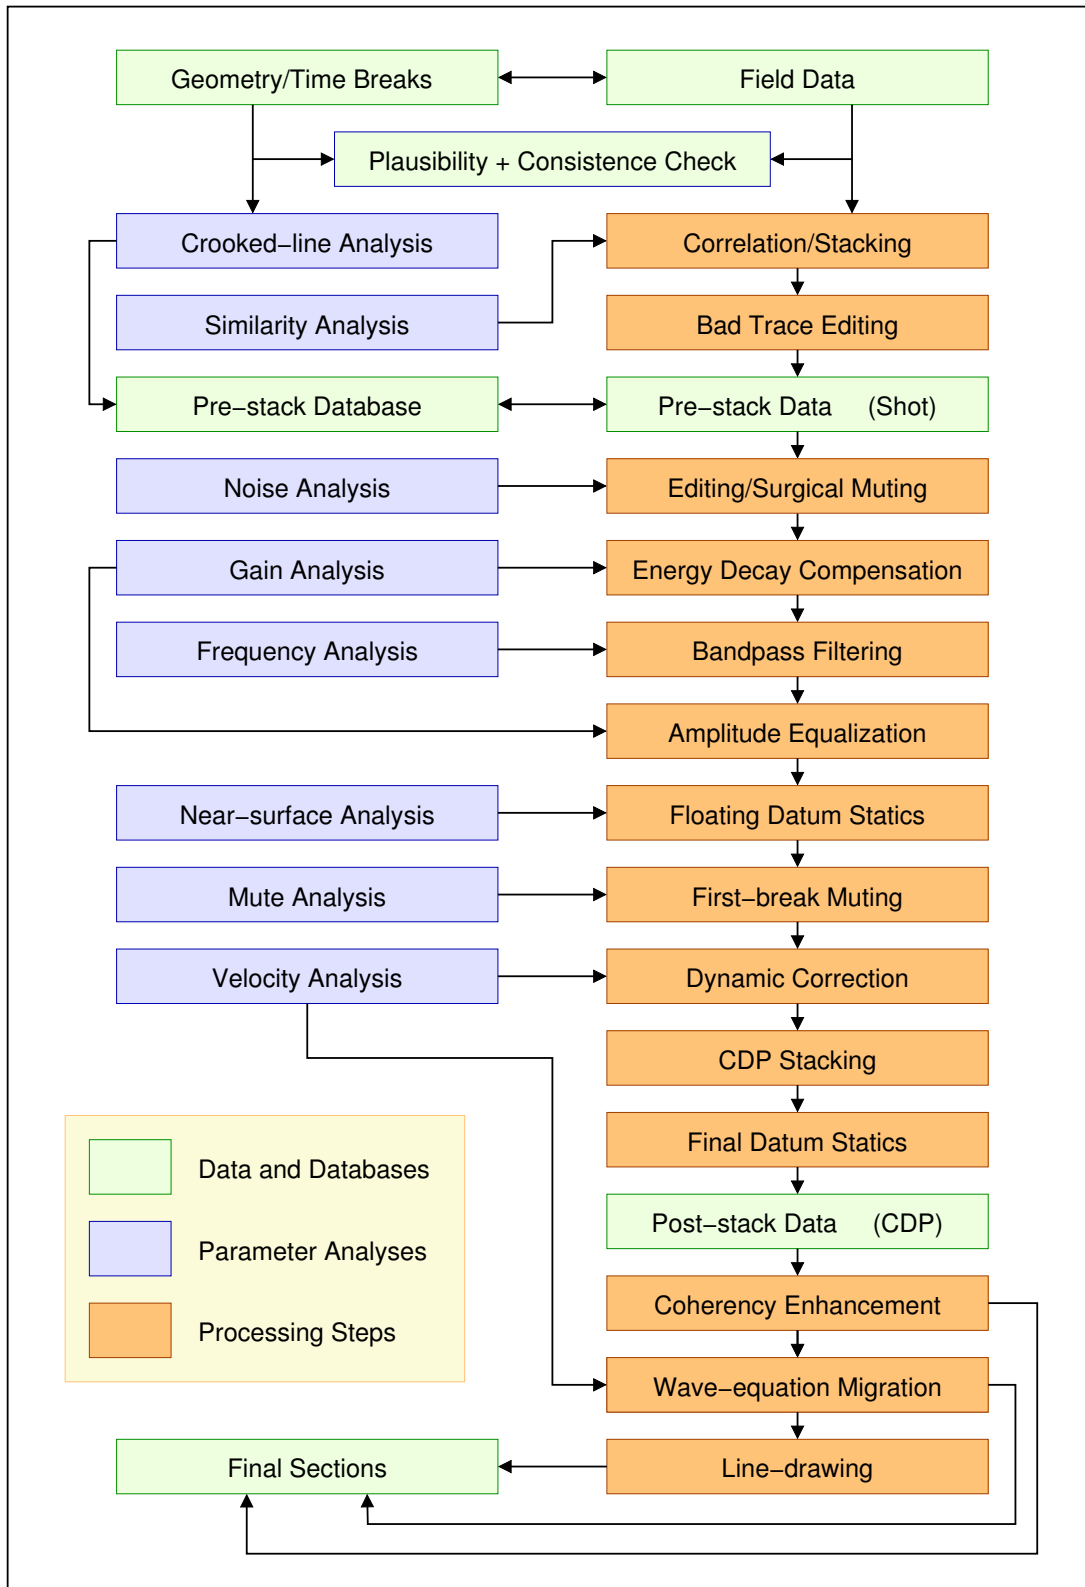 Geometry/Time Breaks
Field Data
Plausibility + Consistence Check
Crooked−line Analysis
Correlation/Stacking
Similarity Analysis
Bad Trace Editing
Pre−stack Database
Pre−stack Data (Shot)
Noise Analysis
Editing/Surgical Muting
Gain Analysis
Energy Decay Compensation
Frequency Analysis
Bandpass Filtering
Amplitude Equalization
Near−surface Analysis
Floating Datum Statics
Mute Analysis
First−break Muting
Velocity Analysis
Dynamic Correction
CDP Stacking
Final Datum Statics
Data and Databases
Post−stack Data (CDP)
Parameter Analyses
Coherency Enhancement
Processing Steps
Wave−equation Migration
Final Sections
Line−drawing